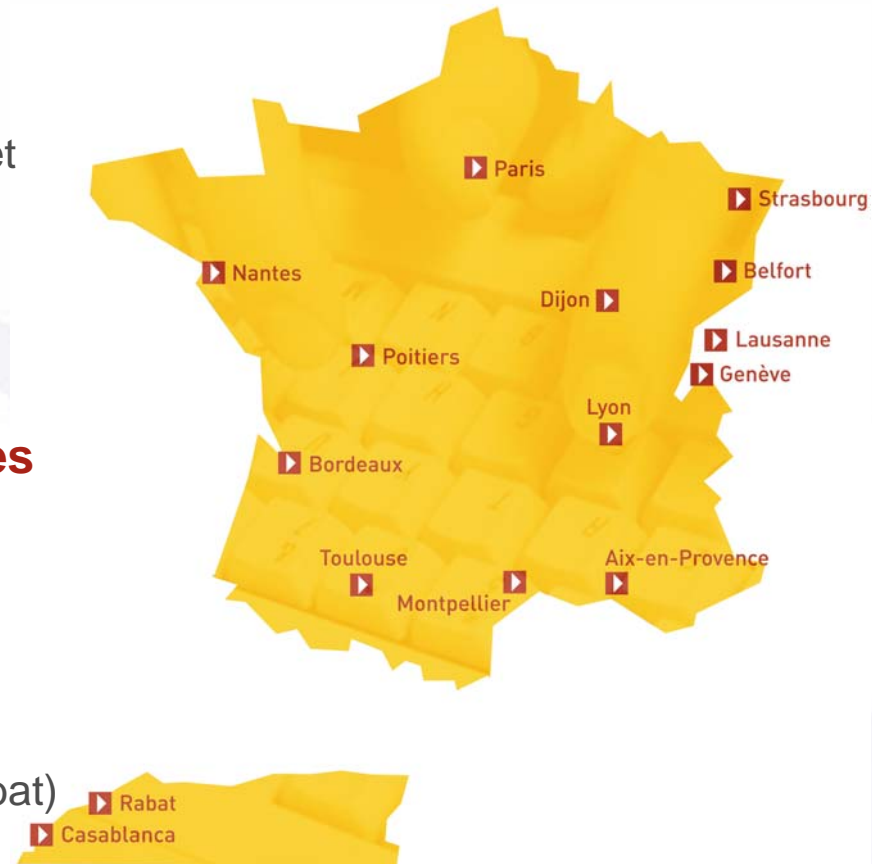 et
Paris
Strasbourg
Nantes
Belfort
Dijon
Lausanne
Poitiers
Genève
Lyon
es
Bordeaux
Toulouse
Aix-en-Provence
Montpellier
bat)
Rabat
Casablanca